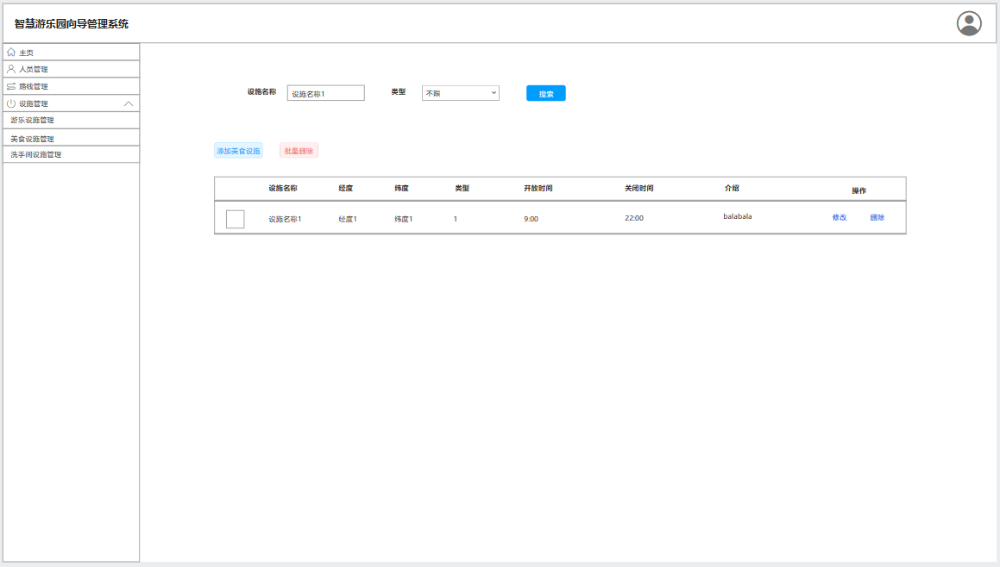 智慧游乐园向导管理系统
主页
人员管理
路线管理
设施管理
游乐设施管理
美食设施管理
洗手间设施管理
设施名称 设施名称1 类型 不限 搜索
添加美食设施 批量删除
设施名称 经度 纬度 类型 开放时间 关闭时间 介绍 操作
设施名称1 经度1 纬度1 1 9:00 22:00 balabala 修改 删除